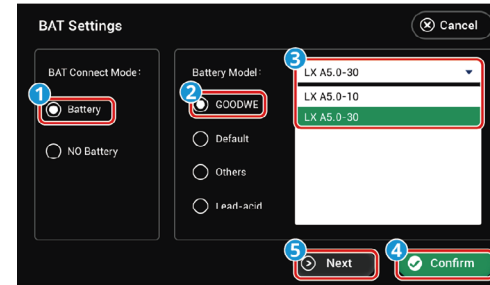 BAT Settings
Cancel
BAT Connect Mode:
Battery Model:
3
LX A5.0-30
1
Battery
2
GOODWE
LX A5.0-10
LX A5.0-30
NO Battery
Default
Others
Lead-acid
5
Next
4
Confirm